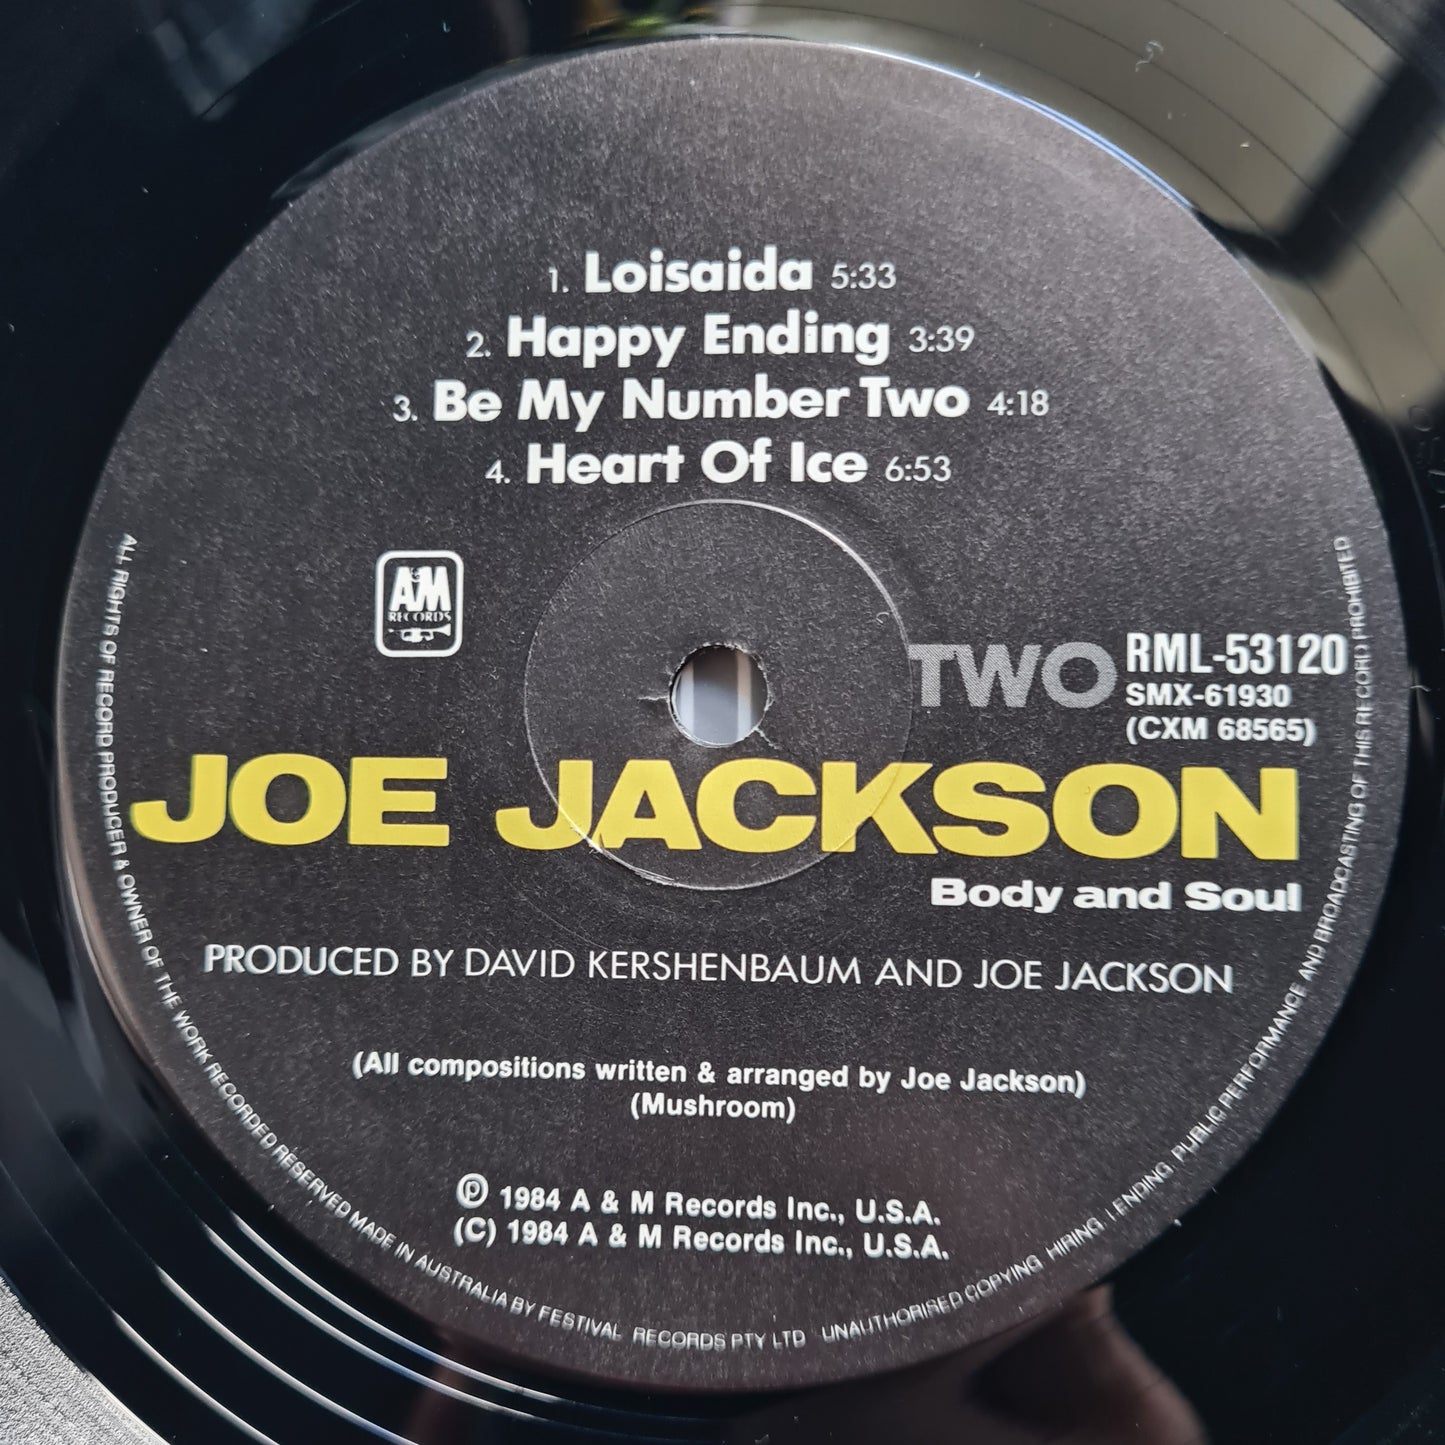 1. Loisaida 5:33
2. Happy Ending 3:39
3. Be My Number Two 4:18
4. Heart Of Ice 6:53
A&M
RECORDS
TWO
RML-53120
SMX-61930
(CXM 68565)
JOE JACKSON
Body and Soul
PRODUCED BY DAVID KERSHENBAUM AND JOE JACKSON
(All compositions written & arranged by Joe Jackson)
(Mushroom)
Ⓟ 1984 A & M Records Inc., U.S.A.
(C) 1984 A & M Records Inc., U.S.A.
ALL RIGHTS OF RECORD PRODUCER & OWNER OF THE WORK RECORDED RESERVED MADE IN AUSTRALIA BY FESTIVAL RECORDS PTY LTD UNAUTHORISED COPYING HIRING LENDING PUBLIC PERFORMANCE AND BROADCASTING OF THIS RECORD PROHIBITED